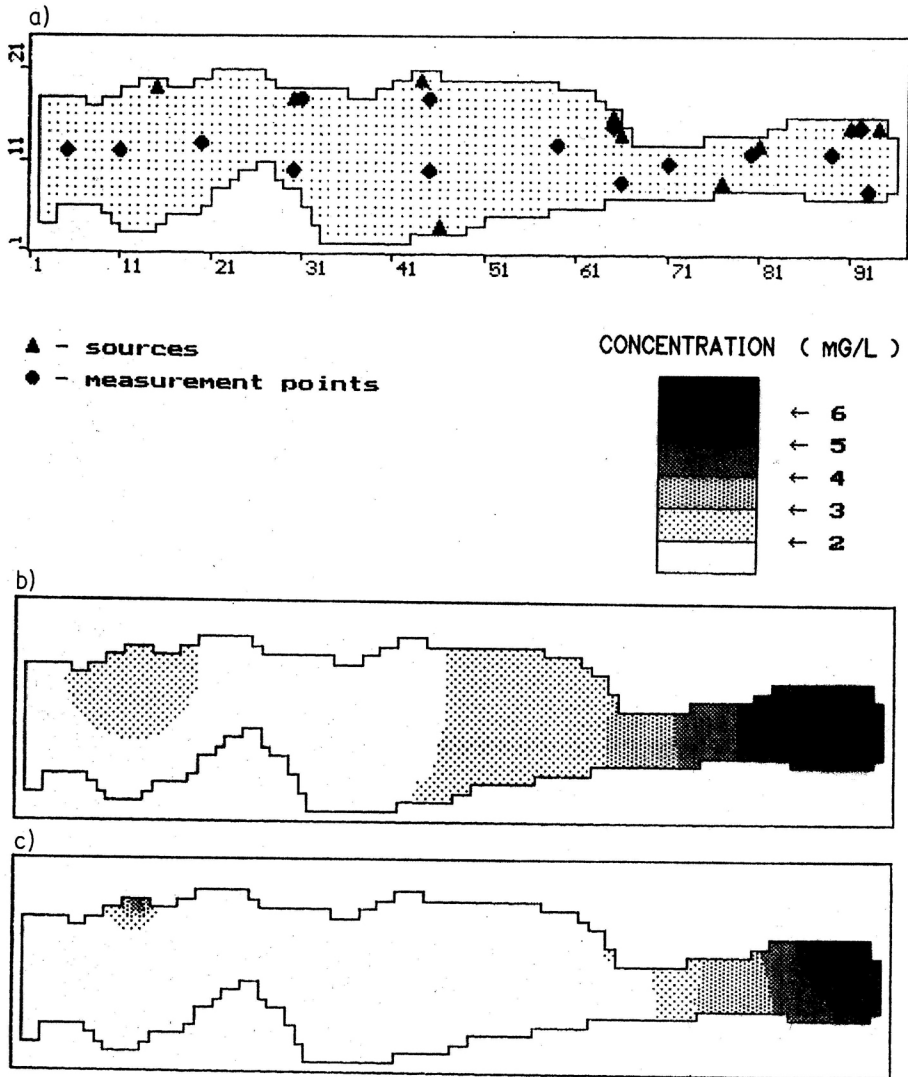 a)
21
11
1
1 11 21 31 41 51 61 71 81 91
▲ - sources
● - measurement points
CONCENTRATION ( mG/L )
← 6
← 5
← 4
← 3
← 2
b)
c)